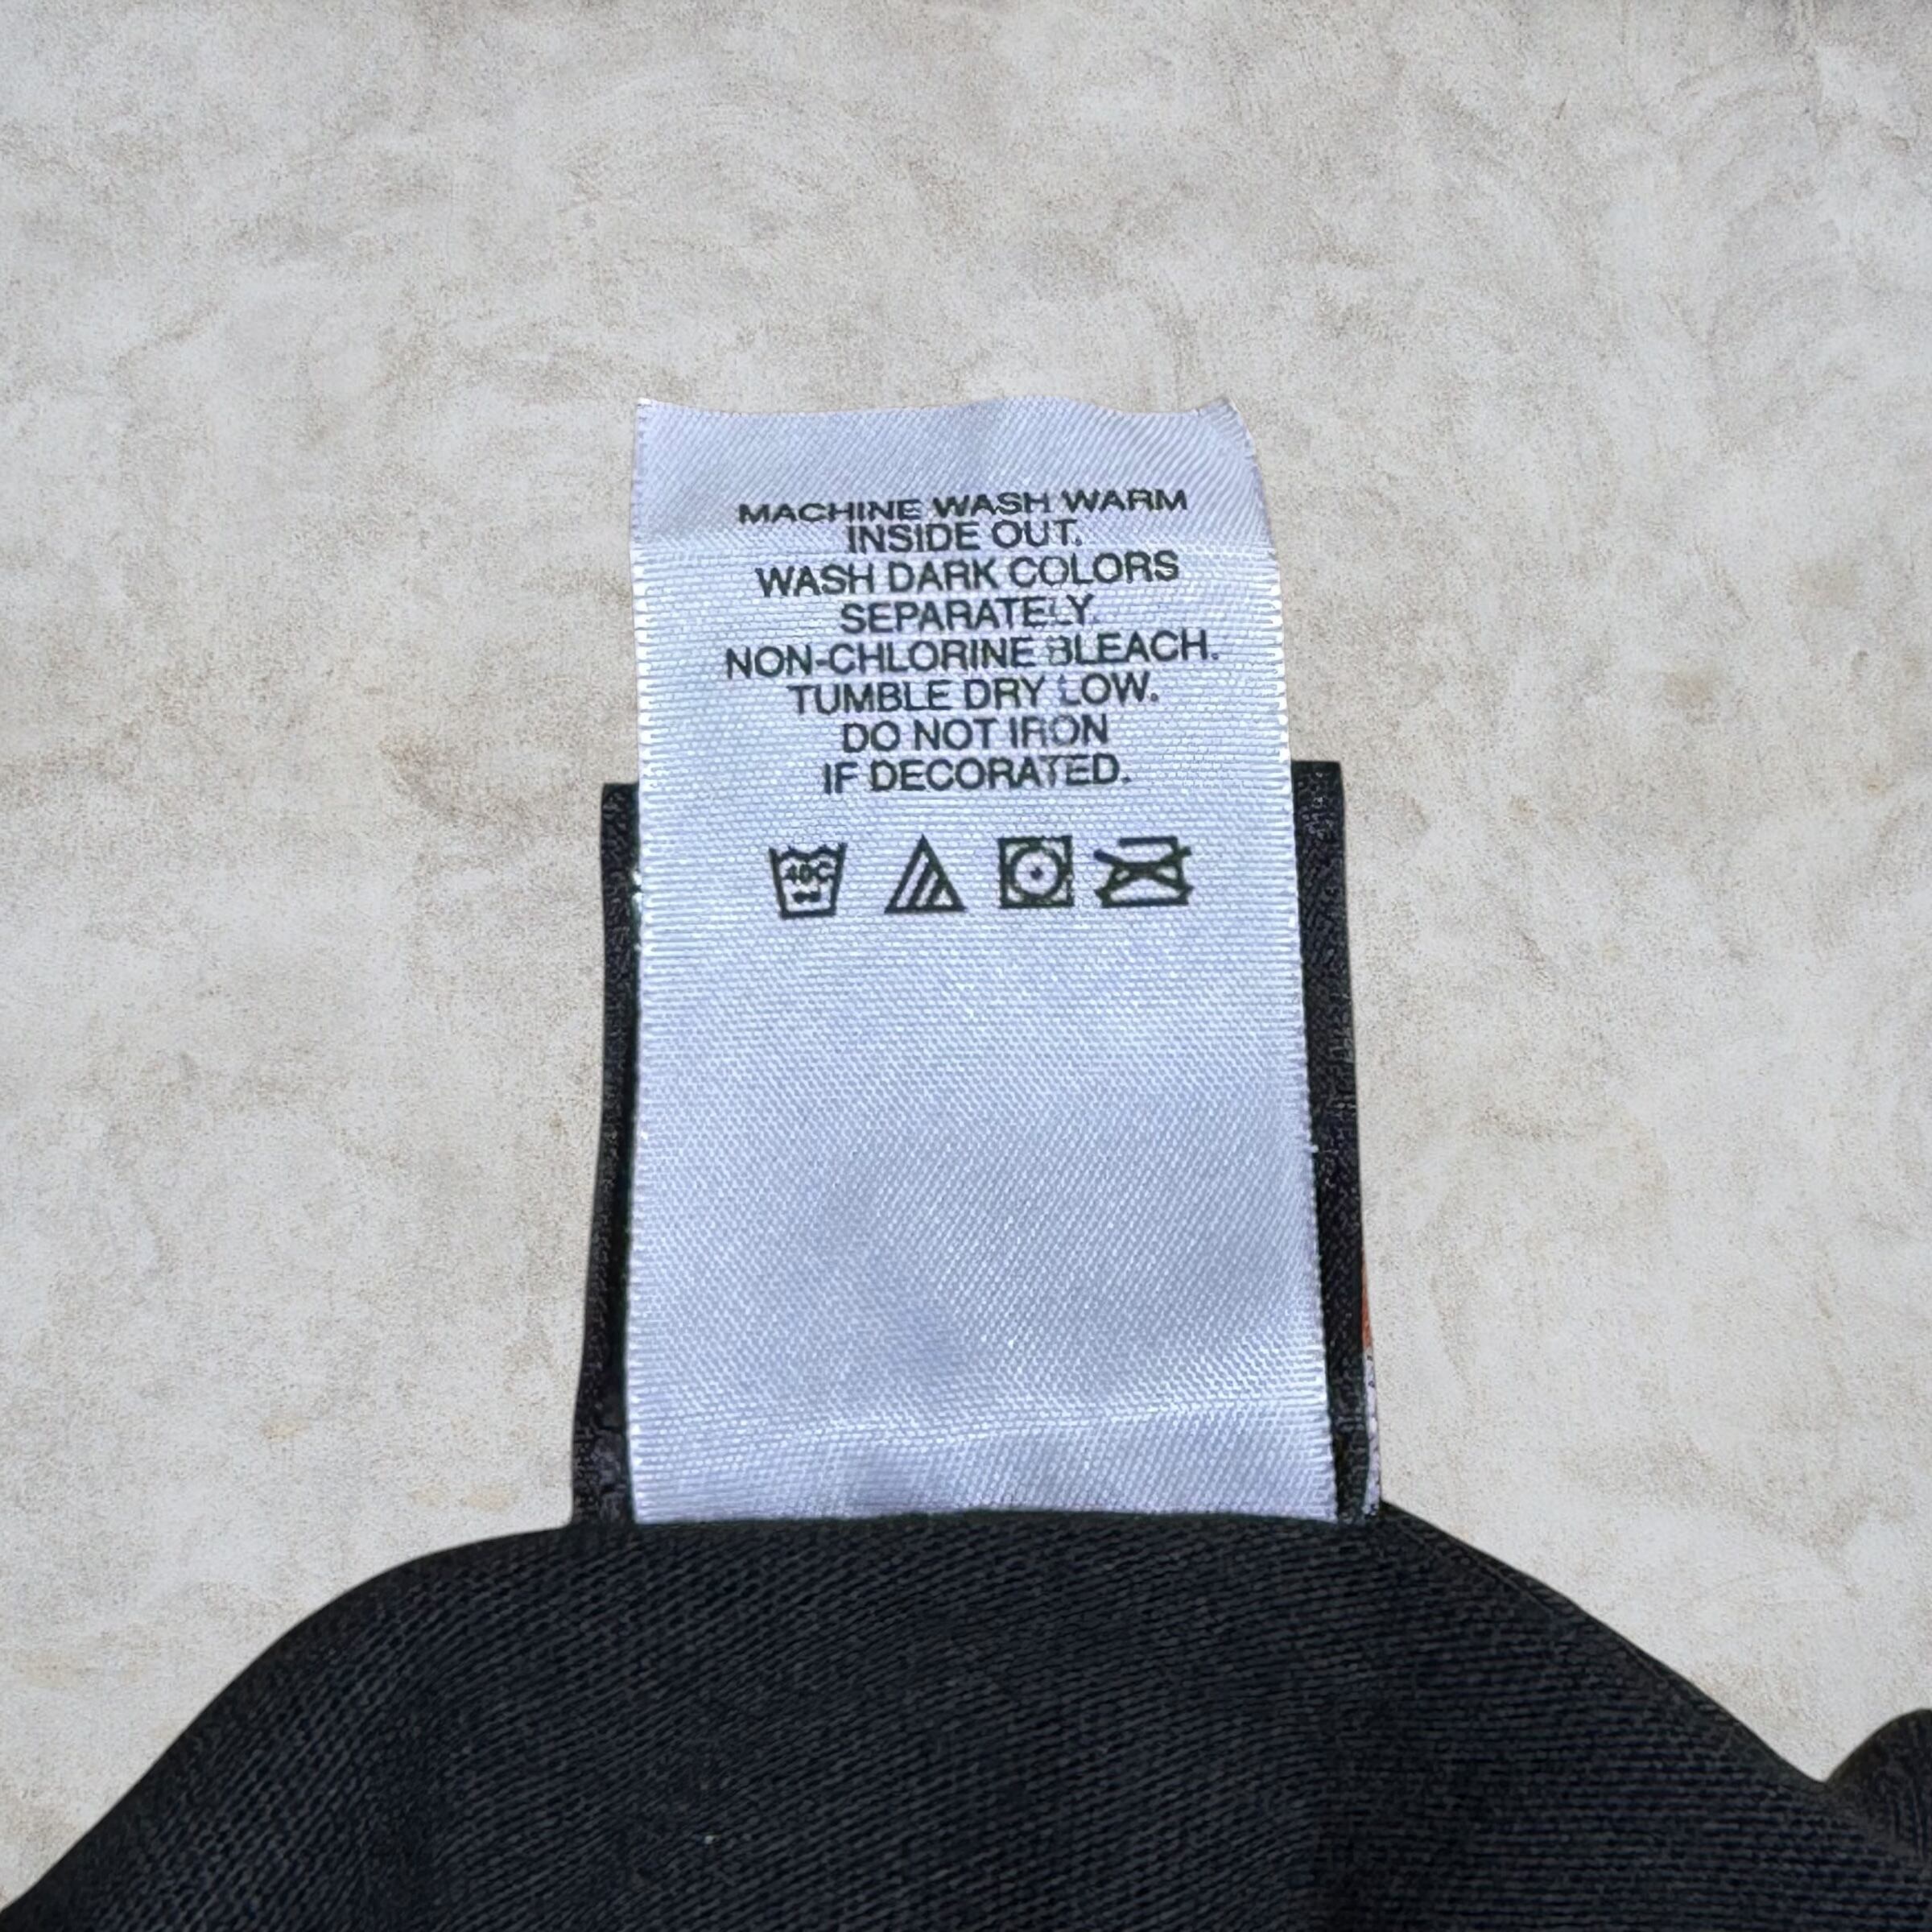 MACHINE WASH WARM
INSIDE OUT.
WASH DARK COLORS
SEPARATELY.
NON-CHLORINE BLEACH.
TUMBLE DRY LOW.
DO NOT IRON
IF DECORATED.
40C